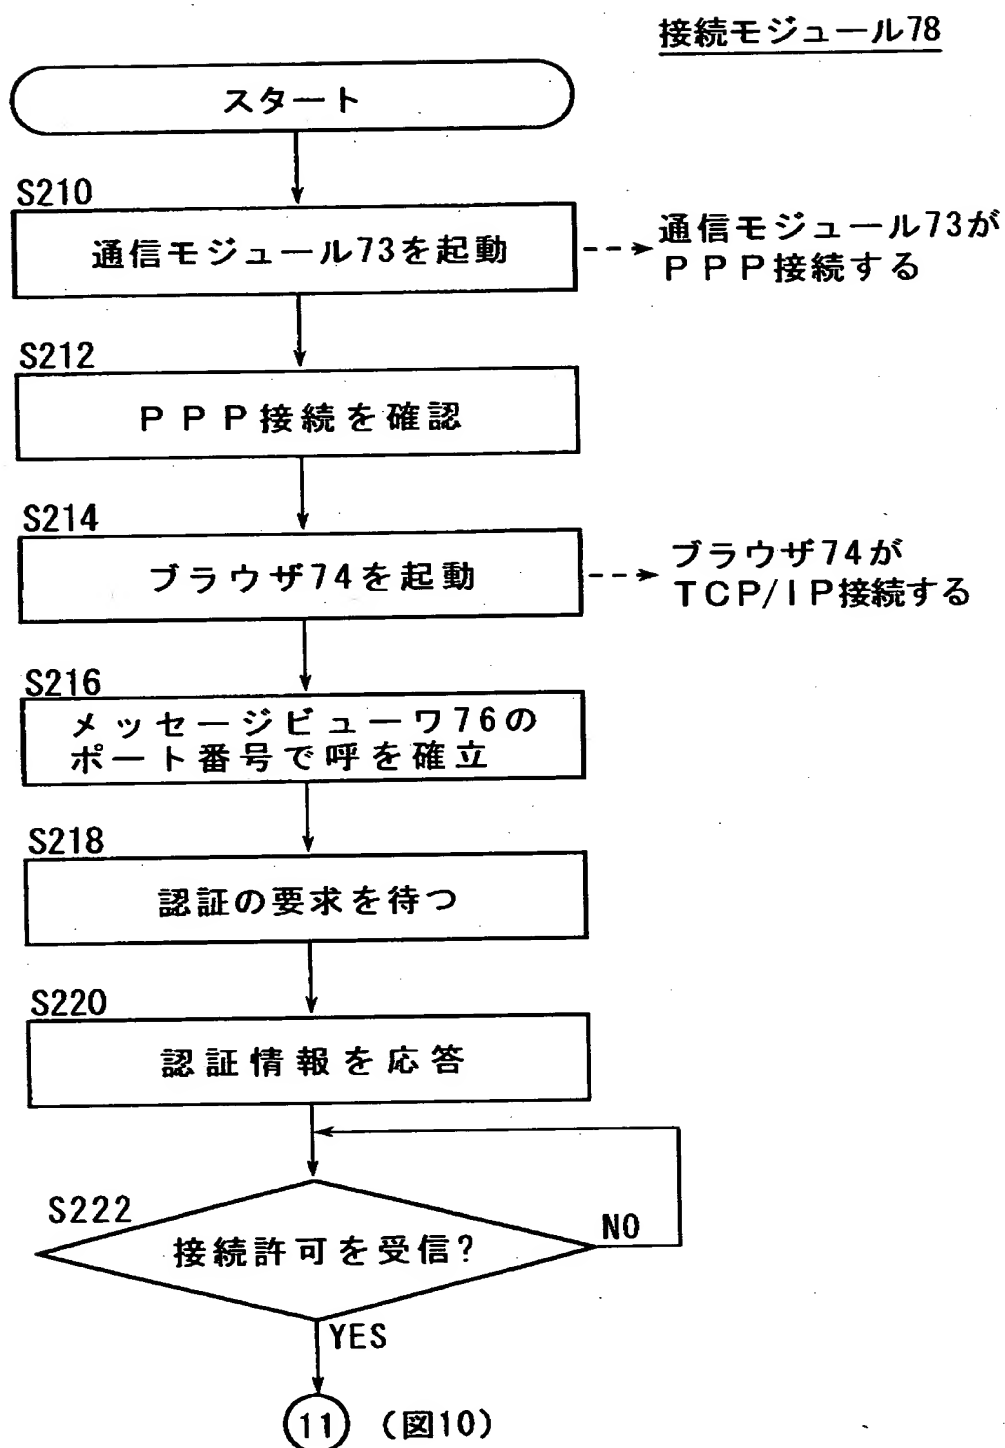 接続モジュール78
スタート
S210
通信モジュール73を起動
通信モジュール73が
PPP接続する
S212
PPP接続を確認
S214
ブラウザ74を起動
ブラウザ74が
TCP/IP接続する
S216
メッセージビューワ76の
ポート番号で呼を確立
S218
認証の要求を待つ
S220
認証情報を応答
S222
接続許可を受信?
NO
YES
11 (図10)